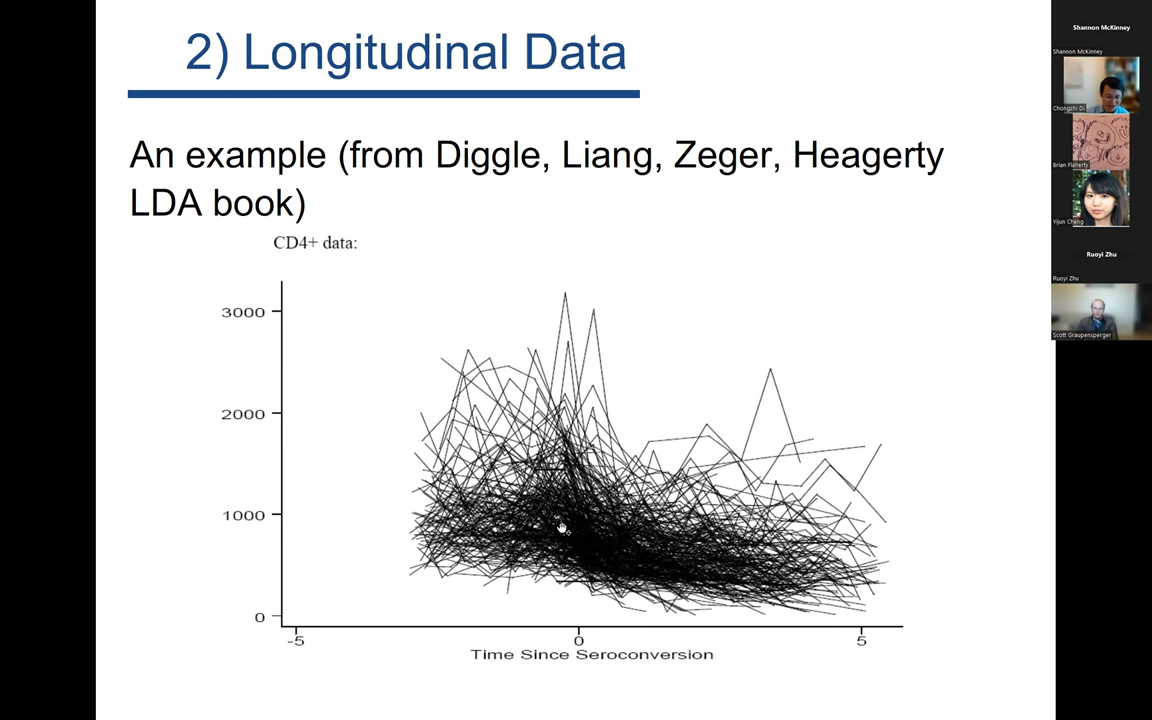 2) Longitudinal Data
An example (from Diggle, Liang, Zeger, Heagerty
LDA book)
CD4+ data:
3000
2000
1000
0
-5
0
5
Time Since Seroconversion
Shannon McKinney
Shannon McKinney
Chongzhi Di
Brian Flaherty
Yijun Cheng
Ruoyi Zhu
Ruoyi Zhu
Scott Graupensperger